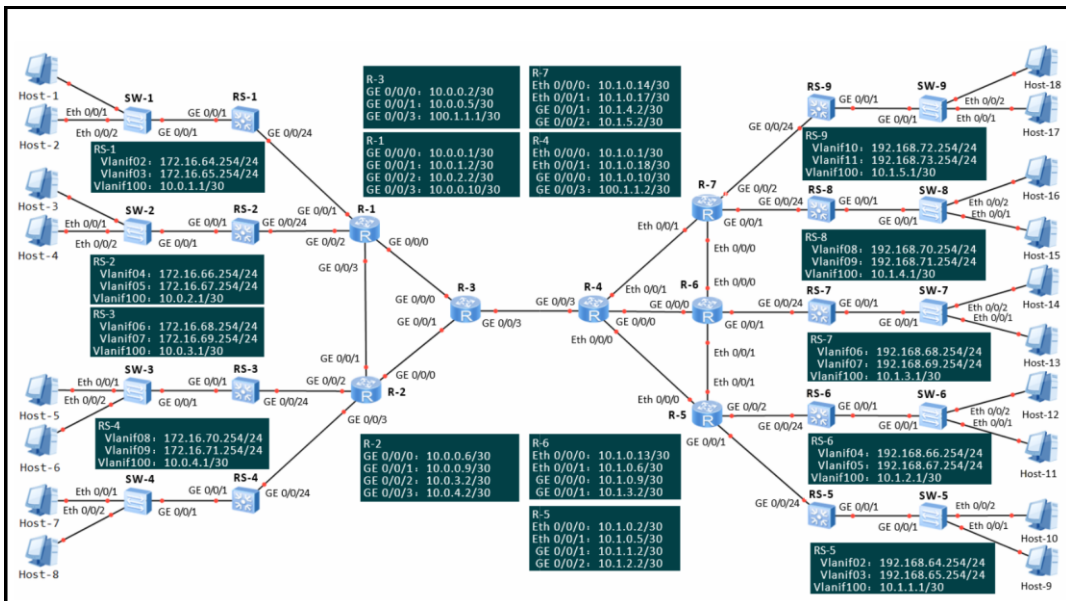 Host-1
Host-2
Eth 0/0/1
Eth 0/0/2
SW-1
GE 0/0/1
GE 0/0/1
RS-1
GE 0/0/24
RS-1
Vlanif02: 172.16.64.254/24
Vlanif03: 172.16.65.254/24
Vlanif100: 10.0.1.1/30
Host-3
Host-4
Eth 0/0/1
Eth 0/0/2
SW-2
GE 0/0/1
GE 0/0/1
RS-2
GE 0/0/24
RS-2
Vlanif04: 172.16.66.254/24
Vlanif05: 172.16.67.254/24
Vlanif100: 10.0.2.1/30
RS-3
Vlanif06: 172.16.68.254/24
Vlanif07: 172.16.69.254/24
Vlanif100: 10.0.3.1/30
Host-5
Host-6
Eth 0/0/1
Eth 0/0/2
SW-3
GE 0/0/1
GE 0/0/1
RS-3
GE 0/0/24
RS-4
Vlanif08: 172.16.70.254/24
Vlanif09: 172.16.71.254/24
Vlanif100: 10.0.4.1/30
Host-7
Host-8
Eth 0/0/1
Eth 0/0/2
SW-4
GE 0/0/1
GE 0/0/1
RS-4
GE 0/0/24
R-3
GE 0/0/0: 10.0.0.2/30
GE 0/0/1: 10.0.0.5/30
GE 0/0/3: 100.1.1.1/30
R-1
GE 0/0/0: 10.0.0.1/30
GE 0/0/1: 10.0.1.2/30
GE 0/0/2: 10.0.2.2/30
GE 0/0/3: 10.0.0.10/30
R-7
Eth 0/0/0: 10.1.0.14/30
Eth 0/0/1: 10.1.0.17/30
GE 0/0/1: 10.1.4.2/30
GE 0/0/2: 10.1.5.2/30
R-4
Eth 0/0/0: 10.1.0.1/30
Eth 0/0/1: 10.1.0.18/30
GE 0/0/0: 10.1.0.10/30
GE 0/0/3: 100.1.1.2/30
GE 0/0/1
R-1
GE 0/0/2
GE 0/0/0
GE 0/0/3
GE 0/0/0
R-3
GE 0/0/1
GE 0/0/3
GE 0/0/1
GE 0/0/2
R-2
GE 0/0/0
GE 0/0/3
GE 0/0/3
R-4
Eth 0/0/1
GE 0/0/0
Eth 0/0/0
R-2
GE 0/0/0: 10.0.0.6/30
GE 0/0/1: 10.0.0.9/30
GE 0/0/2: 10.0.3.2/30
GE 0/0/3: 10.0.4.2/30
R-6
Eth 0/0/0: 10.1.0.13/30
Eth 0/0/1: 10.1.0.6/30
GE 0/0/0: 10.1.0.9/30
GE 0/0/1: 10.1.3.2/30
R-5
Eth 0/0/0: 10.1.0.2/30
Eth 0/0/1: 10.1.0.5/30
GE 0/0/1: 10.1.1.2/30
GE 0/0/2: 10.1.2.2/30
R-7
GE 0/0/2
GE 0/0/1
Eth 0/0/1
Eth 0/0/0
Eth 0/0/0
R-6
GE 0/0/0
GE 0/0/1
Eth 0/0/1
Eth 0/0/1
Eth 0/0/0
R-5
GE 0/0/2
GE 0/0/1
RS-9
GE 0/0/24
GE 0/0/1
GE 0/0/1
SW-9
Eth 0/0/2
Eth 0/0/1
Host-18
Host-17
RS-9
Vlanif10: 192.168.72.254/24
Vlanif11: 192.168.73.254/24
Vlanif100: 10.1.5.1/30
RS-8
GE 0/0/24
GE 0/0/1
GE 0/0/1
SW-8
Eth 0/0/2
Eth 0/0/1
Host-16
Host-15
RS-8
Vlanif08: 192.168.70.254/24
Vlanif09: 192.168.71.254/24
Vlanif100: 10.1.4.1/30
RS-7
GE 0/0/24
GE 0/0/1
GE 0/0/1
SW-7
Eth 0/0/2
Eth 0/0/1
Host-14
Host-13
RS-7
Vlanif06: 192.168.68.254/24
Vlanif07: 192.168.69.254/24
Vlanif100: 10.1.3.1/30
RS-6
GE 0/0/24
GE 0/0/1
GE 0/0/1
SW-6
Eth 0/0/2
Eth 0/0/1
Host-12
Host-11
RS-6
Vlanif04: 192.168.66.254/24
Vlanif05: 192.168.67.254/24
Vlanif100: 10.1.2.1/30
RS-5
GE 0/0/24
GE 0/0/1
GE 0/0/1
SW-5
Eth 0/0/2
Eth 0/0/1
Host-10
Host-9
RS-5
Vlanif02: 192.168.64.254/24
Vlanif03: 192.168.65.254/24
Vlanif100: 10.1.1.1/30